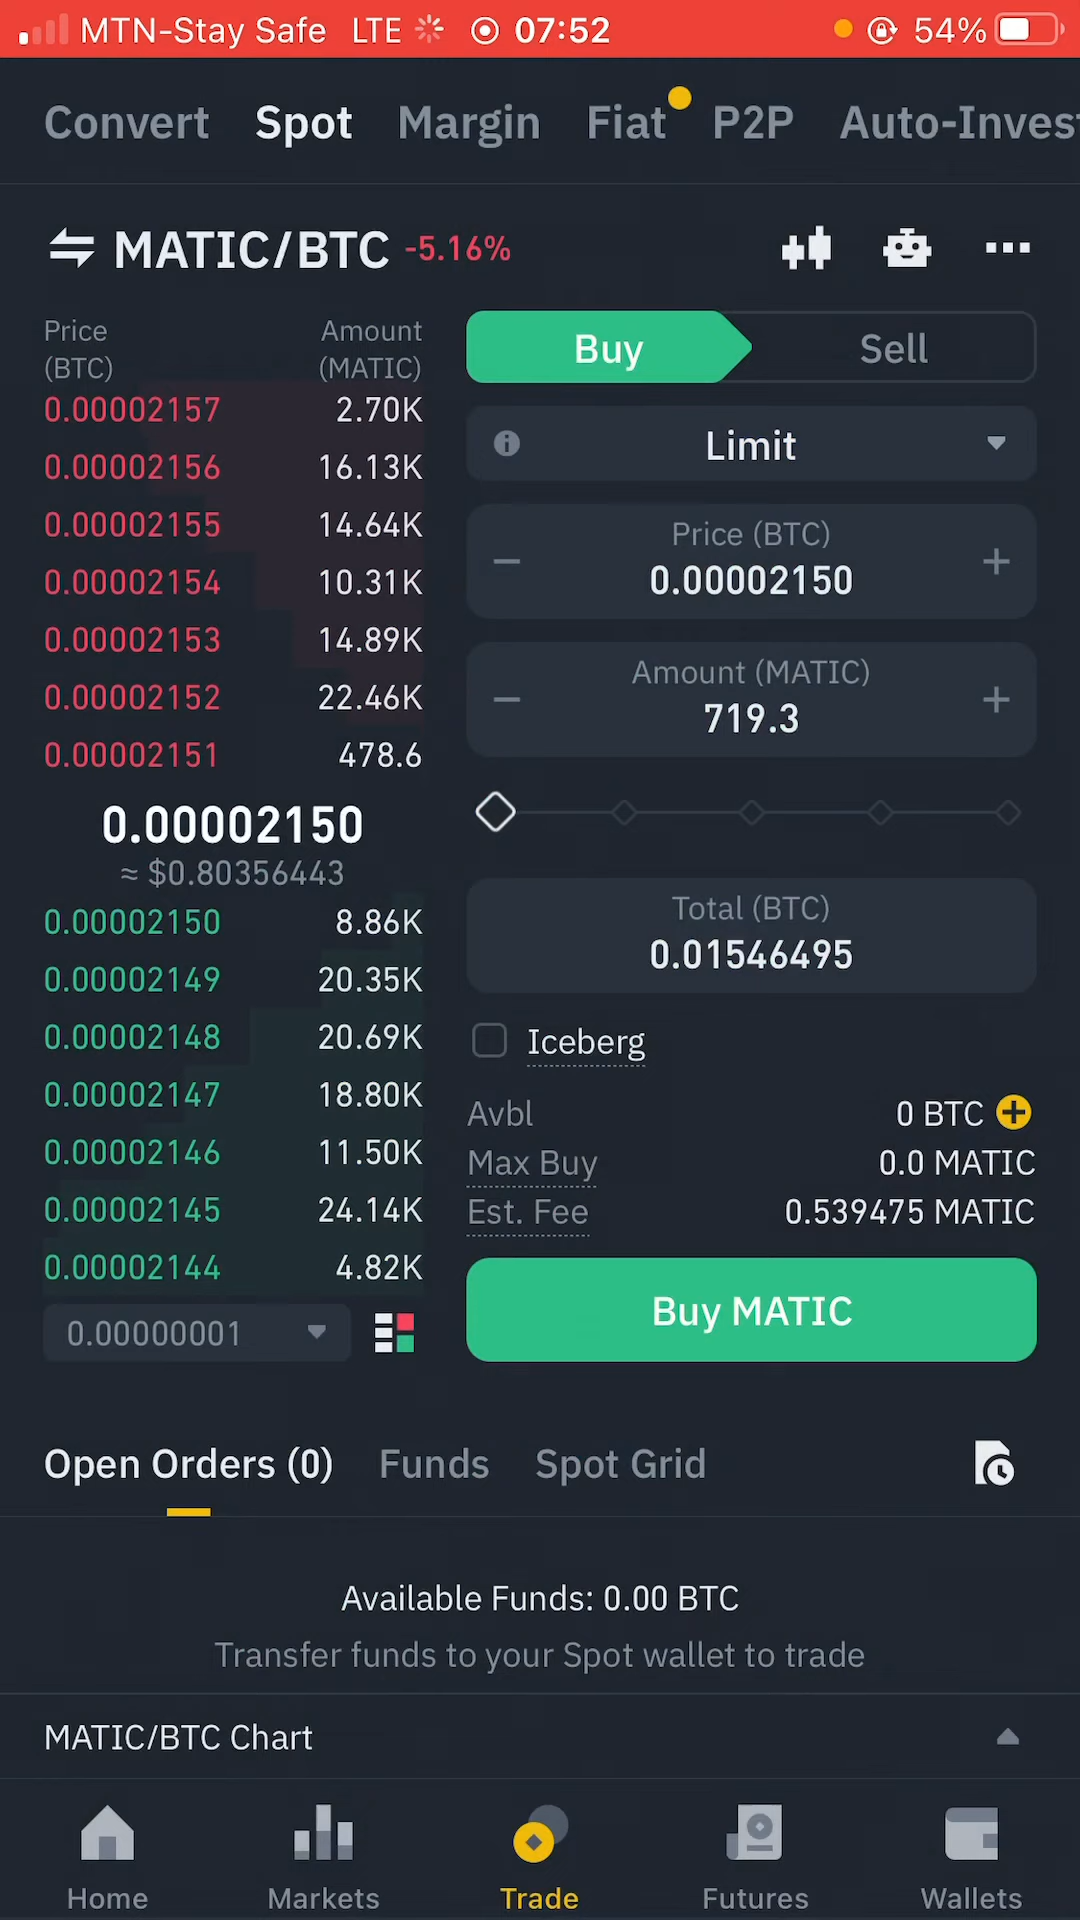 MTN-Stay Safe LTE 07:52 54%
Convert Spot Margin Fiat P2P Auto-Invest
MATIC/BTC -5.16%
Price (BTC) Amount (MATIC)
0.00002157 2.70K
0.00002156 16.13K
0.00002155 14.64K
0.00002154 10.31K
0.00002153 14.89K
0.00002152 22.46K
0.00002151 478.6
0.00002150
≈ $0.80356443
0.00002150 8.86K
0.00002149 20.35K
0.00002148 20.69K
0.00002147 18.80K
0.00002146 11.50K
0.00002145 24.14K
0.00002144 4.82K
0.00000001
Buy Sell
Limit
Price (BTC)
− 0.00002150 +
Amount (MATIC)
− 719.3 +
Total (BTC)
0.01546495
Iceberg
Avbl 0 BTC
Max Buy 0.0 MATIC
Est. Fee 0.539475 MATIC
Buy MATIC
Open Orders (0) Funds Spot Grid
Available Funds: 0.00 BTC
Transfer funds to your Spot wallet to trade
MATIC/BTC Chart
Home Markets Trade Futures Wallets